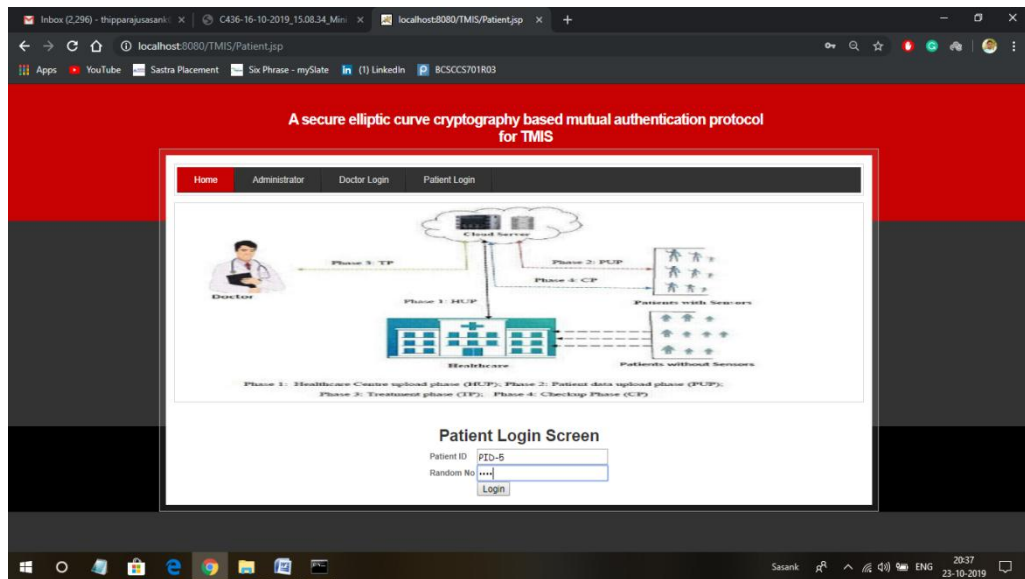 Inbox (2,296) - thipparajusasank
C436-16-10-2019_15.08.34_Mini
localhost:8080/TMIS/Patient.jsp
localhost:8080/TMIS/Patient.jsp
Apps YouTube Sastra Placement Six Phrase - mySlate (1) LinkedIn BCSCCS701R03
A secure elliptic curve cryptography based mutual authentication protocol
for TMIS
Home Administrator Doctor Login Patient Login
Cloud Server
Phase 3: TP
Phase 2: PUP
Phase 4: CP
Doctor
Phase 1: HUP
Patients with Sensors
Healthcare
Patients without Sensors
Phase 1: Healthcare Centre upload phase (HUP); Phase 2: Patient data upload phase (PUP);
Phase 3: Treatment phase (TP); Phase 4: Checkup Phase (CP)
Patient Login Screen
Patient ID PID-5
Random No ••••
Login
Sasank ENG 20:37
23-10-2019